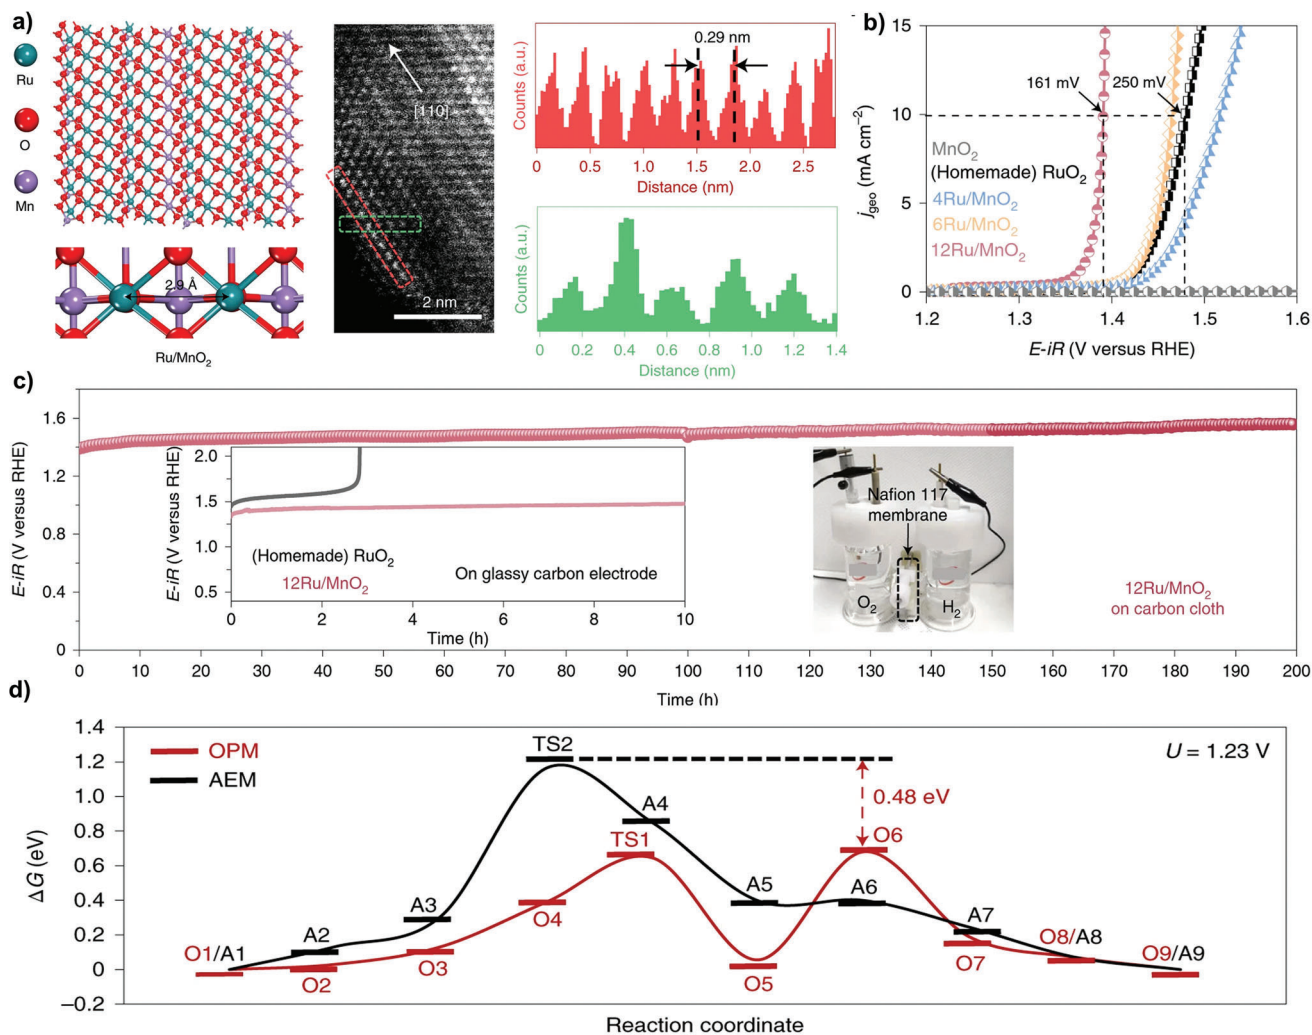 a)
Ru
O
Mn
2.9 Å
Ru/MnO₂
[110]
2 nm
Counts (a.u.)
0.29 nm
0 0.5 1.0 1.5 2.0 2.5
Distance (nm)
Counts (a.u.)
0 0.2 0.4 0.6 0.8 1.0 1.2 1.4
Distance (nm)
b)
15
10
5
0
j_geo (mA cm⁻²)
161 mV
250 mV
MnO₂
(Homemade) RuO₂
4Ru/MnO₂
6Ru/MnO₂
12Ru/MnO₂
1.2 1.3 1.4 1.5 1.6
E-iR (V versus RHE)
c)
E-iR (V versus RHE)
1.6
1.2
0.8
0.4
0
E-iR (V versus RHE)
2.0
1.5
1.0
0.5
(Homemade) RuO₂
12Ru/MnO₂
On glassy carbon electrode
0 2 4 6 8 10
Time (h)
Nafion 117
membrane
O₂
H₂
12Ru/MnO₂
on carbon cloth
0 10 20 30 40 50 60 70 80 90 100 110 120 130 140 150 160 170 180 190 200
Time (h)
d)
ΔG (eV)
1.4
1.2
1.0
0.8
0.6
0.4
0.2
0
−0.2
OPM
AEM
U = 1.23 V
TS2
0.48 eV
A4
TS1
O6
A3
O4
A5
A6
A2
A7
O1/A1
O3
O8/A8
O9/A9
O2
O5
O7
Reaction coordinate